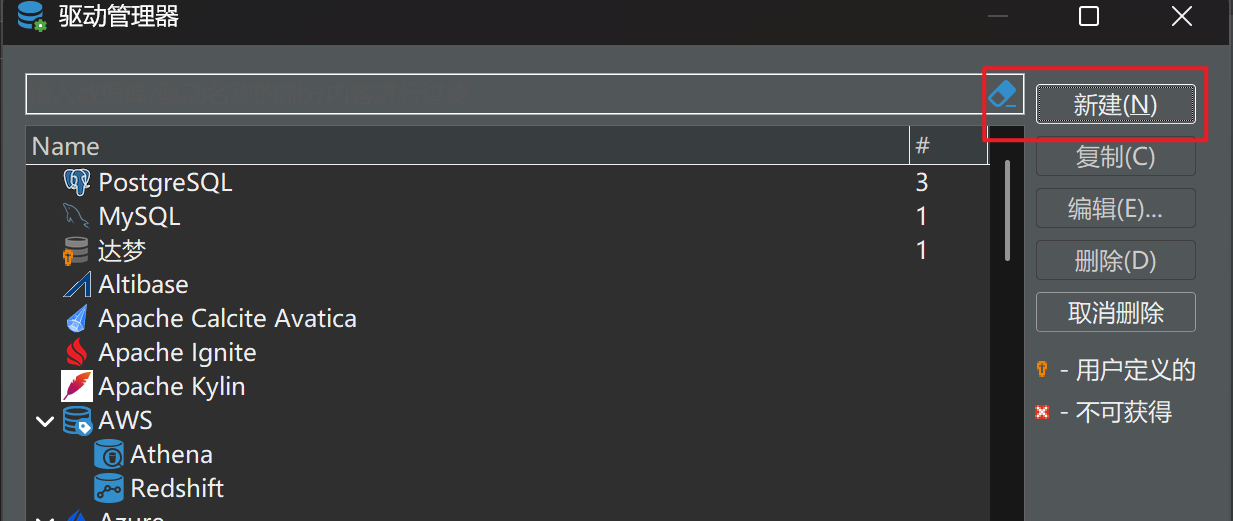 驱动管理器
新建(N)
Name #
复制(C)
PostgreSQL 3
MySQL 1
编辑(E)...
达梦 1
删除(D)
Altibase
Apache Calcite Avatica
取消删除
Apache Ignite
Apache Kylin
- 用户定义的
- 不可获得
AWS
Athena
Redshift
Azure